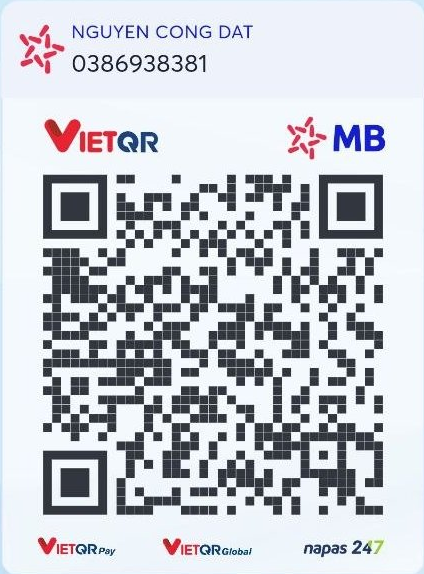 NGUYEN CONG DAT
0386938381
VIETQR
MB
VIETQR Pay
VIETQR Global
napas 247